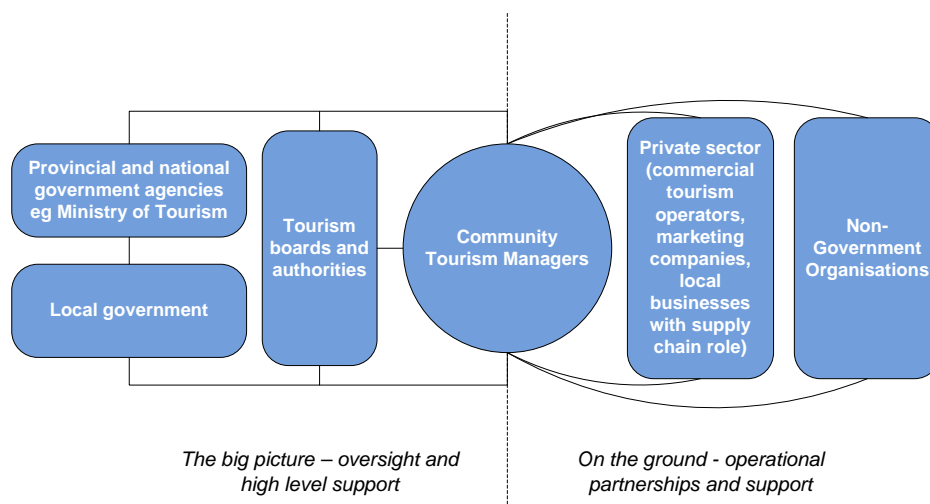 Provincial and national
government agencies
eg Ministry of Tourism
Local government
Tourism
boards and
authorities
Community
Tourism Managers
Private sector
(commercial
tourism
operators,
marketing
companies,
local
businesses
with supply
chain role)
Non-
Government
Organisations
The big picture – oversight and
high level support
On the ground - operational
partnerships and support